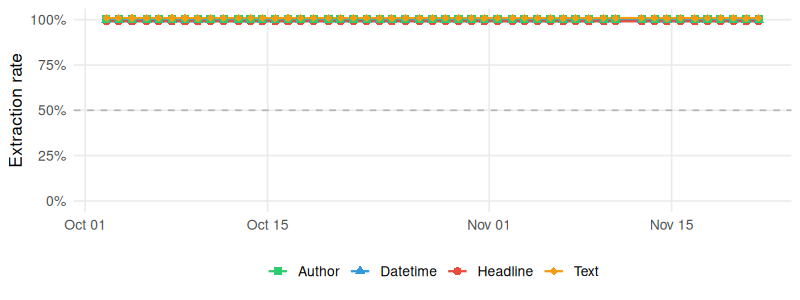 Extraction rate
100%
75%
50%
25%
0%
Oct 01 Oct 15 Nov 01 Nov 15
Author Datetime Headline Text